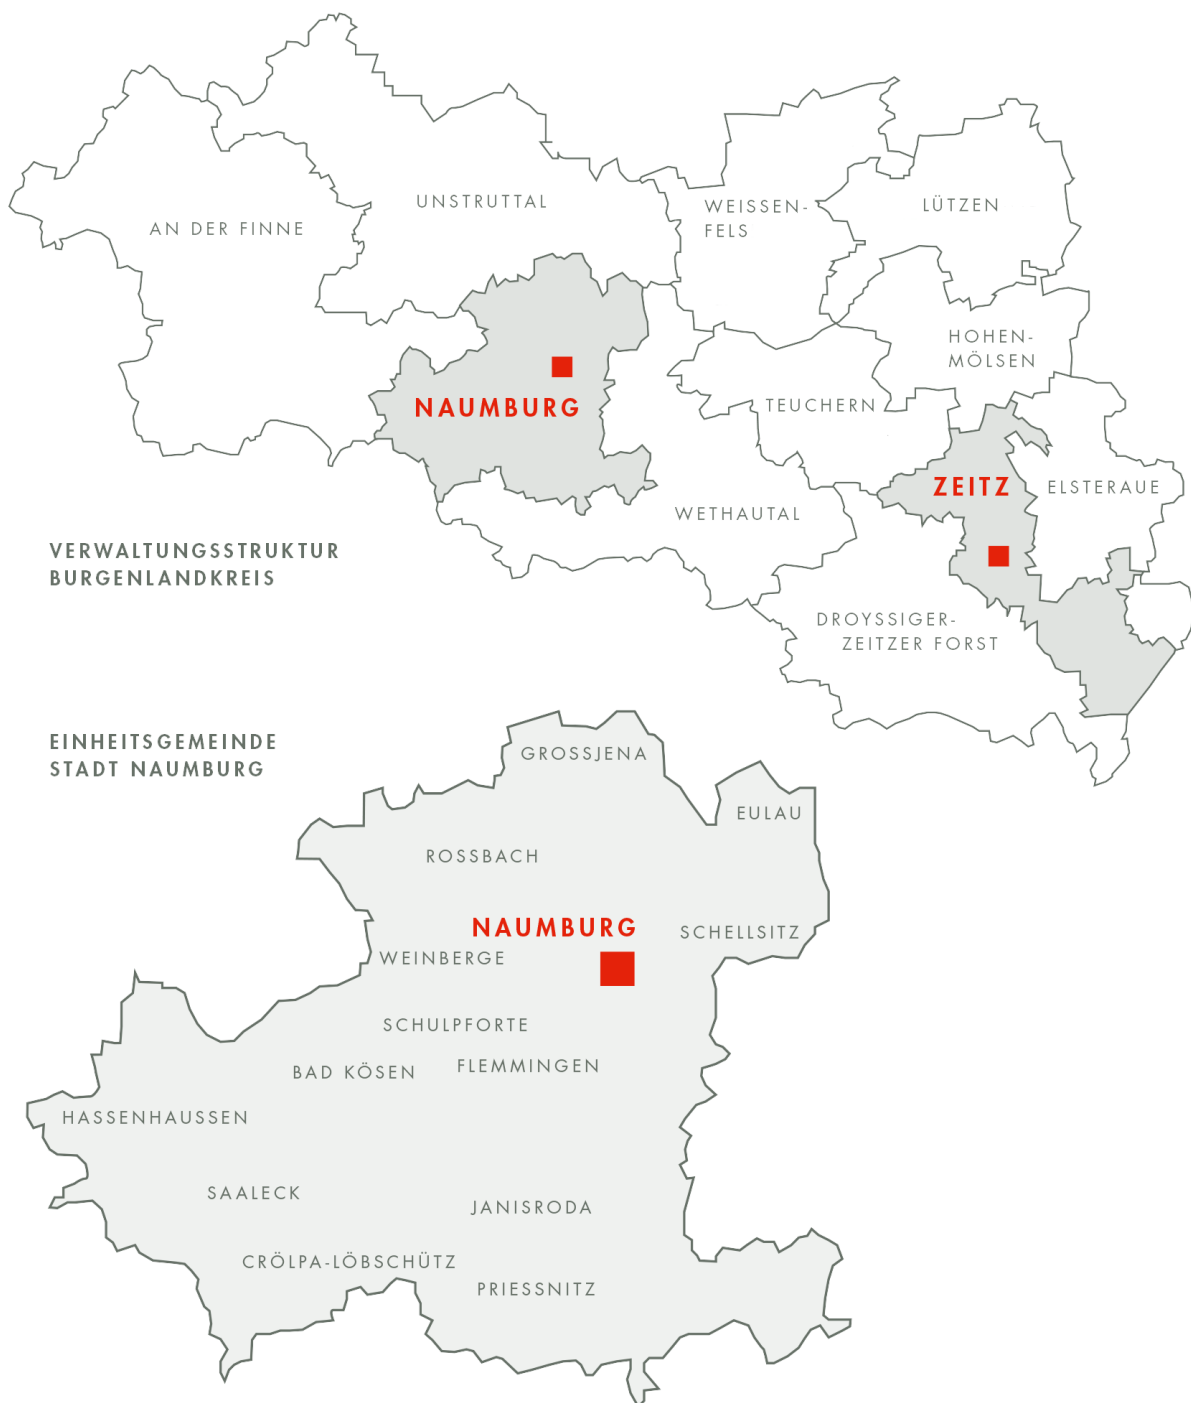 UNSTRUTTAL
AN DER FINNE
WEISSEN-
FELS
LÜTZEN
HOHEN-
MÖLSEN
NAUMBURG
TEUCHERN
ZEITZ
ELSTERAUE
WETHAUTAL
VERWALTUNGSSTRUKTUR
BURGENLANDKREIS
DROYSSIGER-
ZEITZER FORST
EINHEITSGEMEINDE
STADT NAUMBURG
GROSSJENA
EULAU
ROSSBACH
NAUMBURG
SCHELLSITZ
WEINBERGE
SCHULPFORTE
FLEMMINGEN
BAD KÖSEN
HASSENHAUSSEN
SAALECK
JANISRODA
CRÖLPA-LÖBSCHÜTZ
PRIESSNITZ